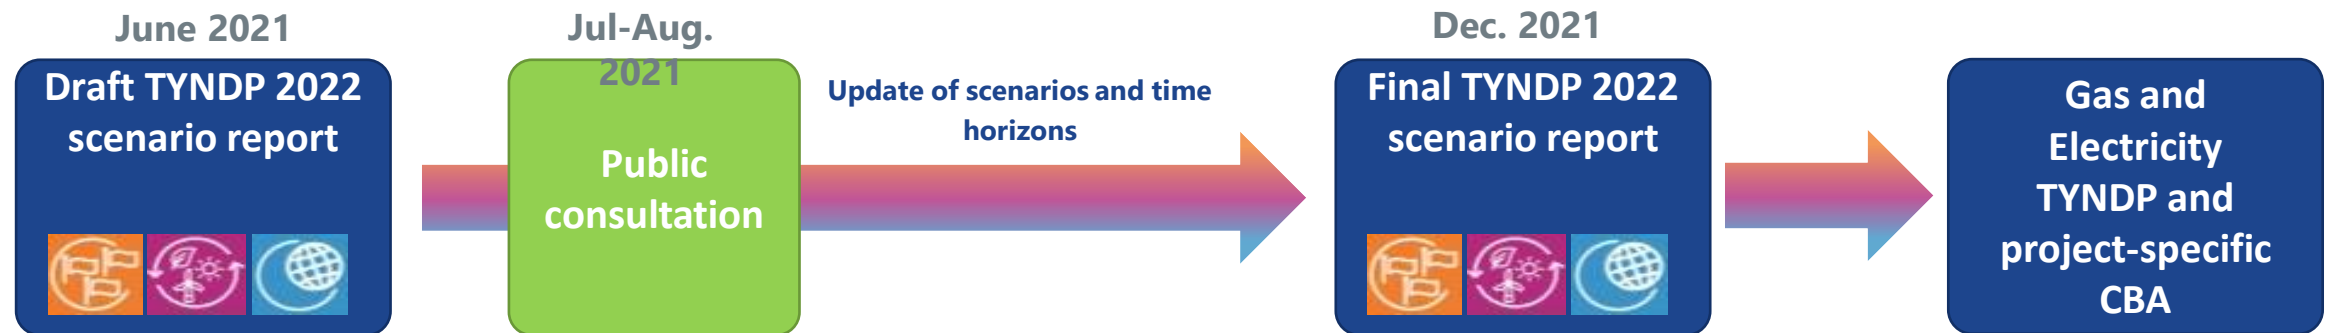 June 2021
Draft TYNDP 2022
scenario report
Jul-Aug.
2021
Public
consultation
Update of scenarios and time
horizons
Dec. 2021
Final TYNDP 2022
scenario report
Gas and
Electricity
TYNDP and
project-specific
CBA